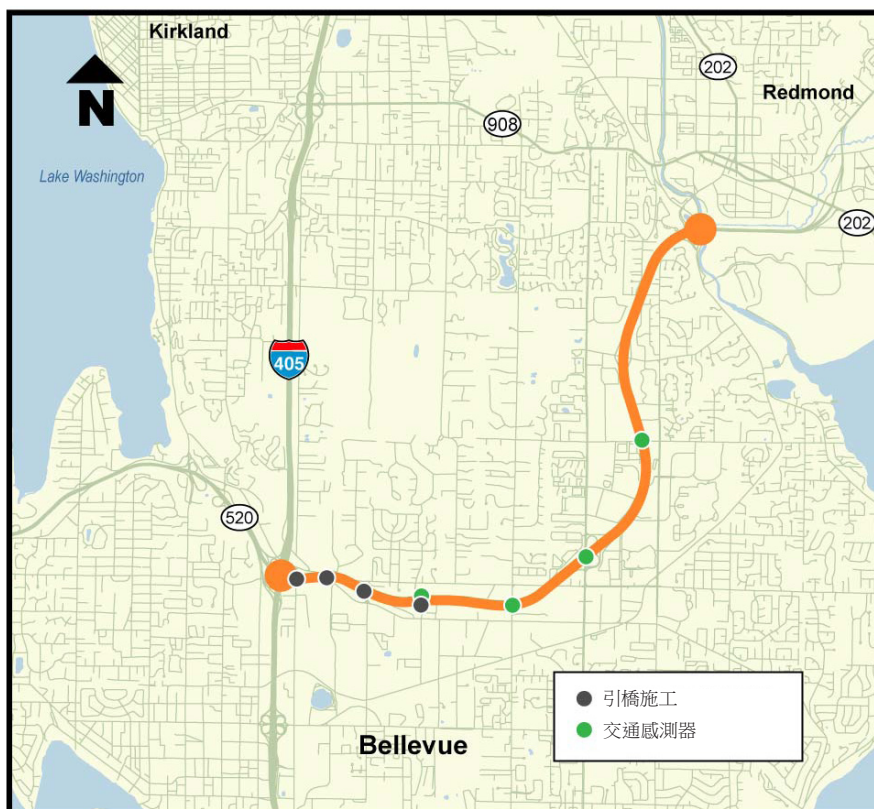 Kirkland
202
Redmond
N
908
Lake Washington
202
405
520
引橋施工
交通感測器
Bellevue